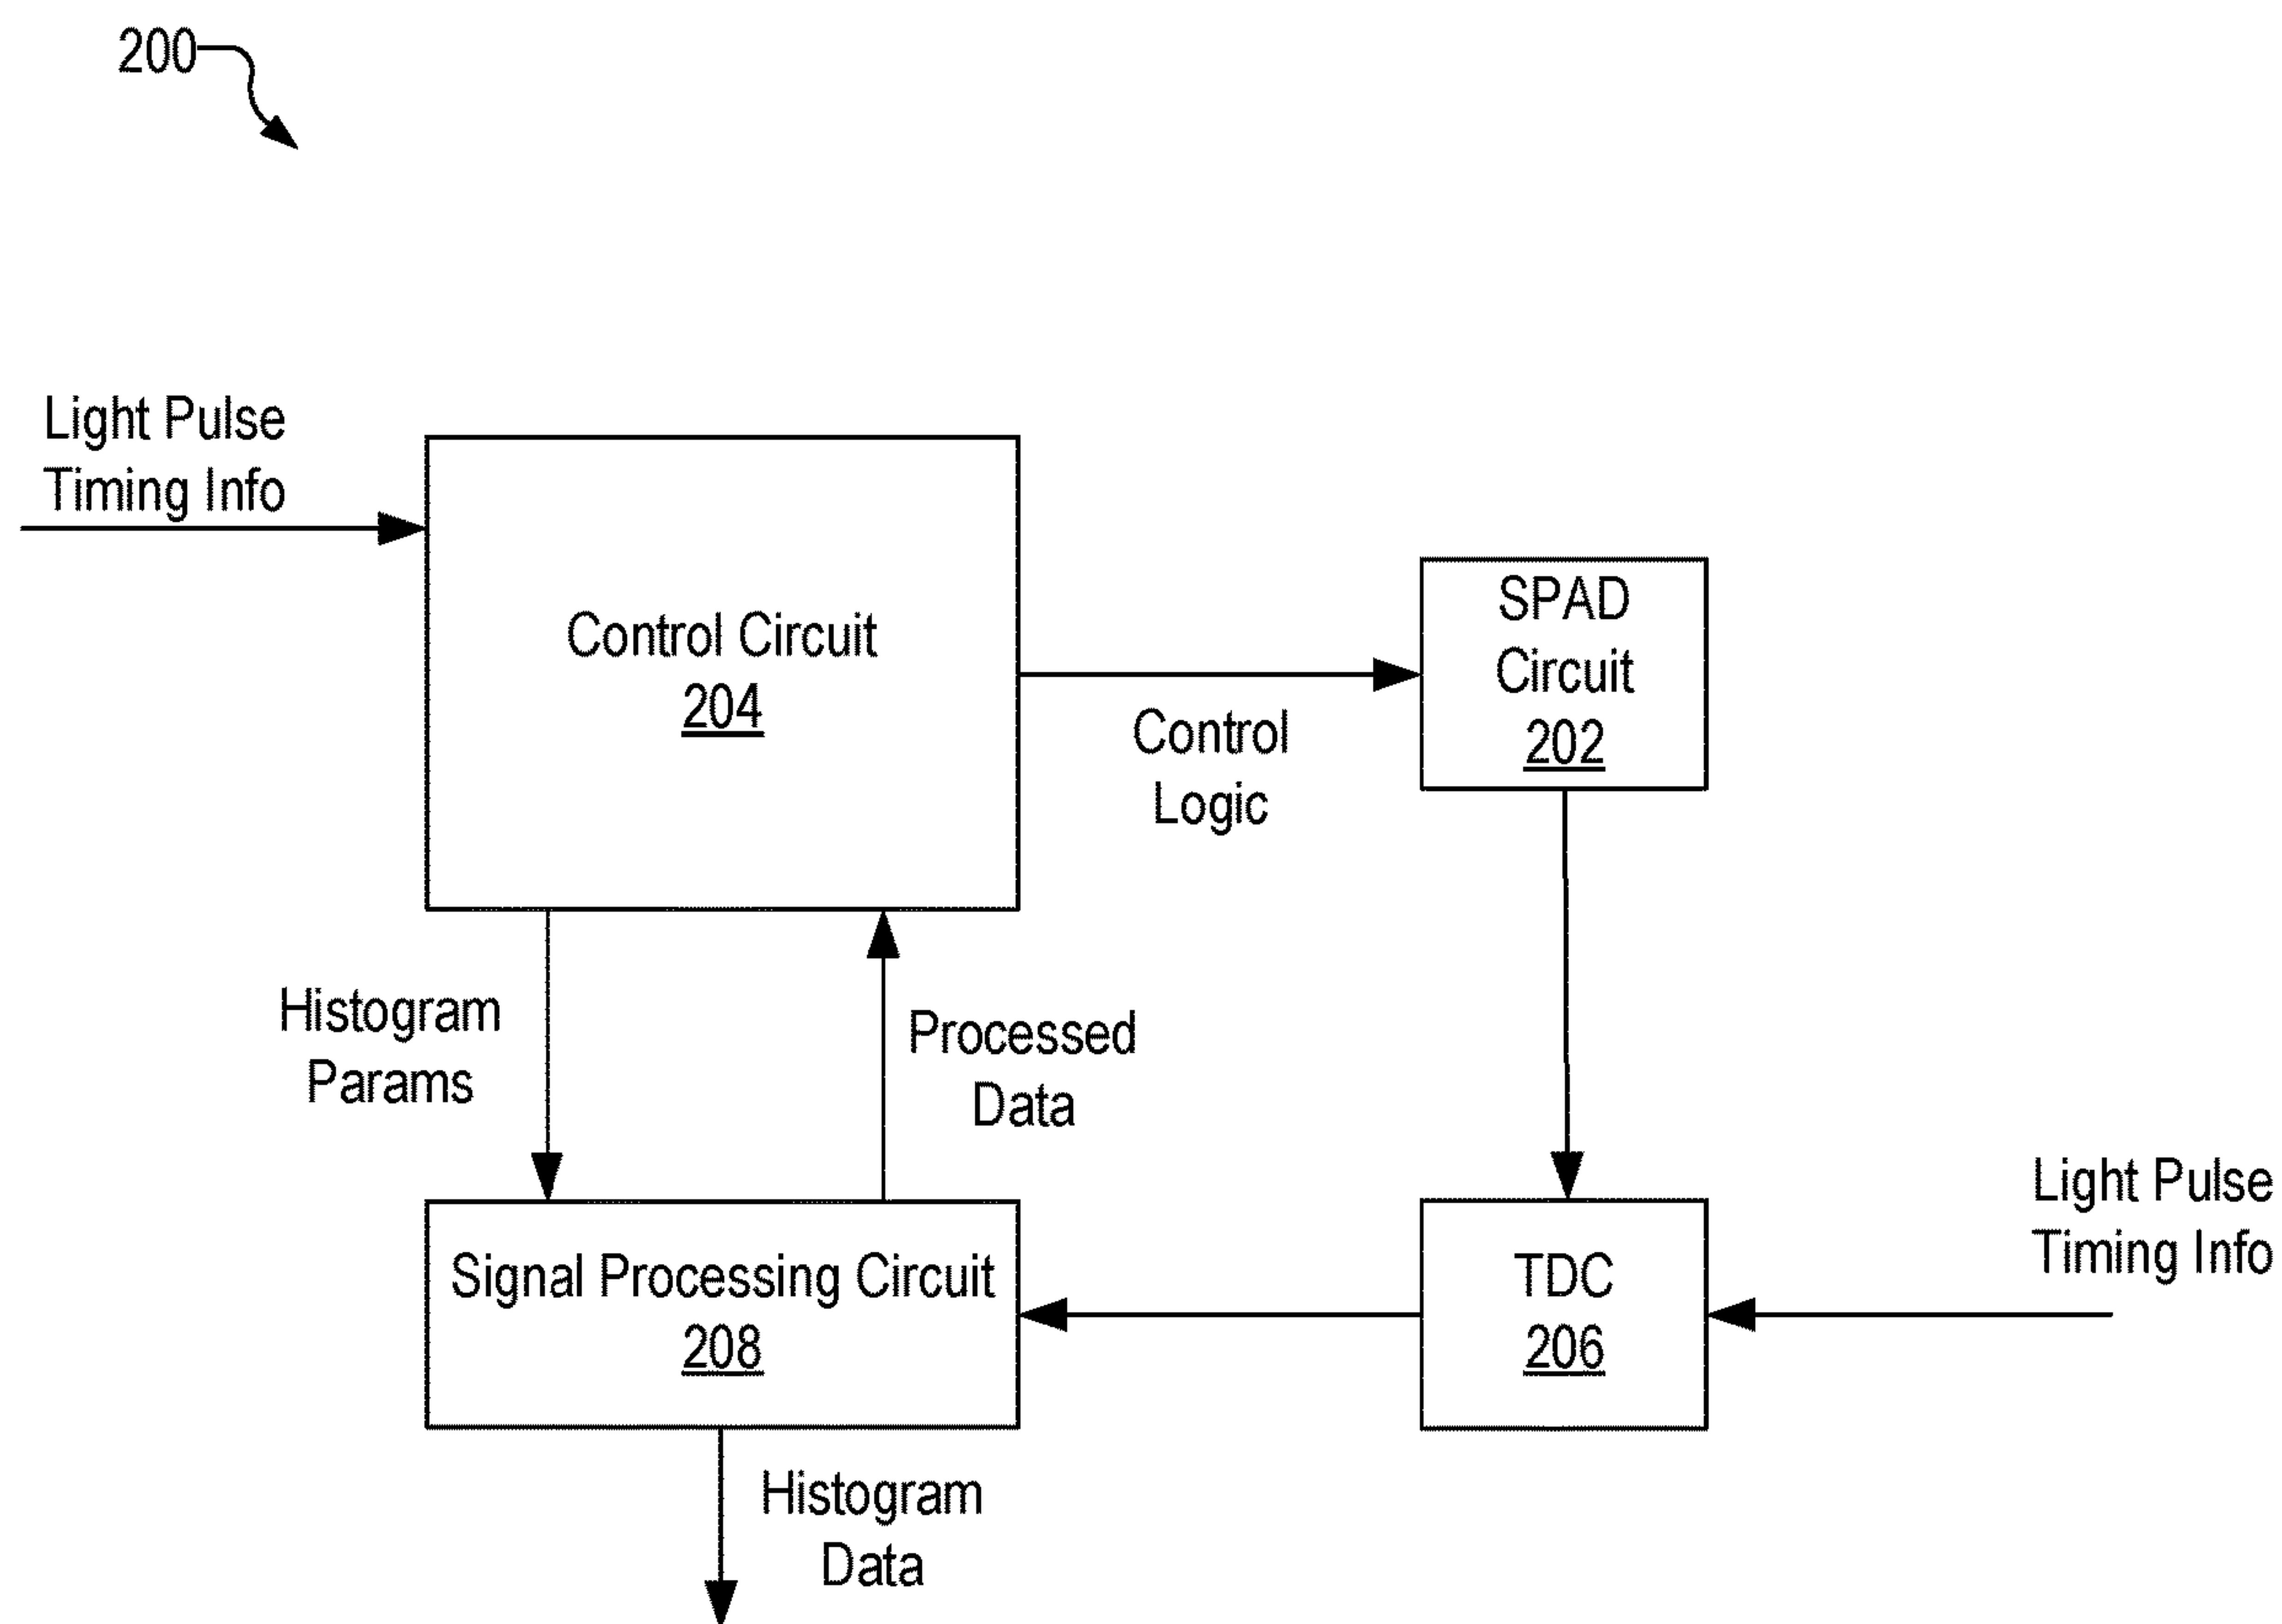 200
Light Pulse
Timing Info
Control Circuit
204
Control
Logic
SPAD
Circuit
202
Histogram
Params
Processed
Data
Signal Processing Circuit
208
TDC
206
Light Pulse
Timing Info
Histogram
Data